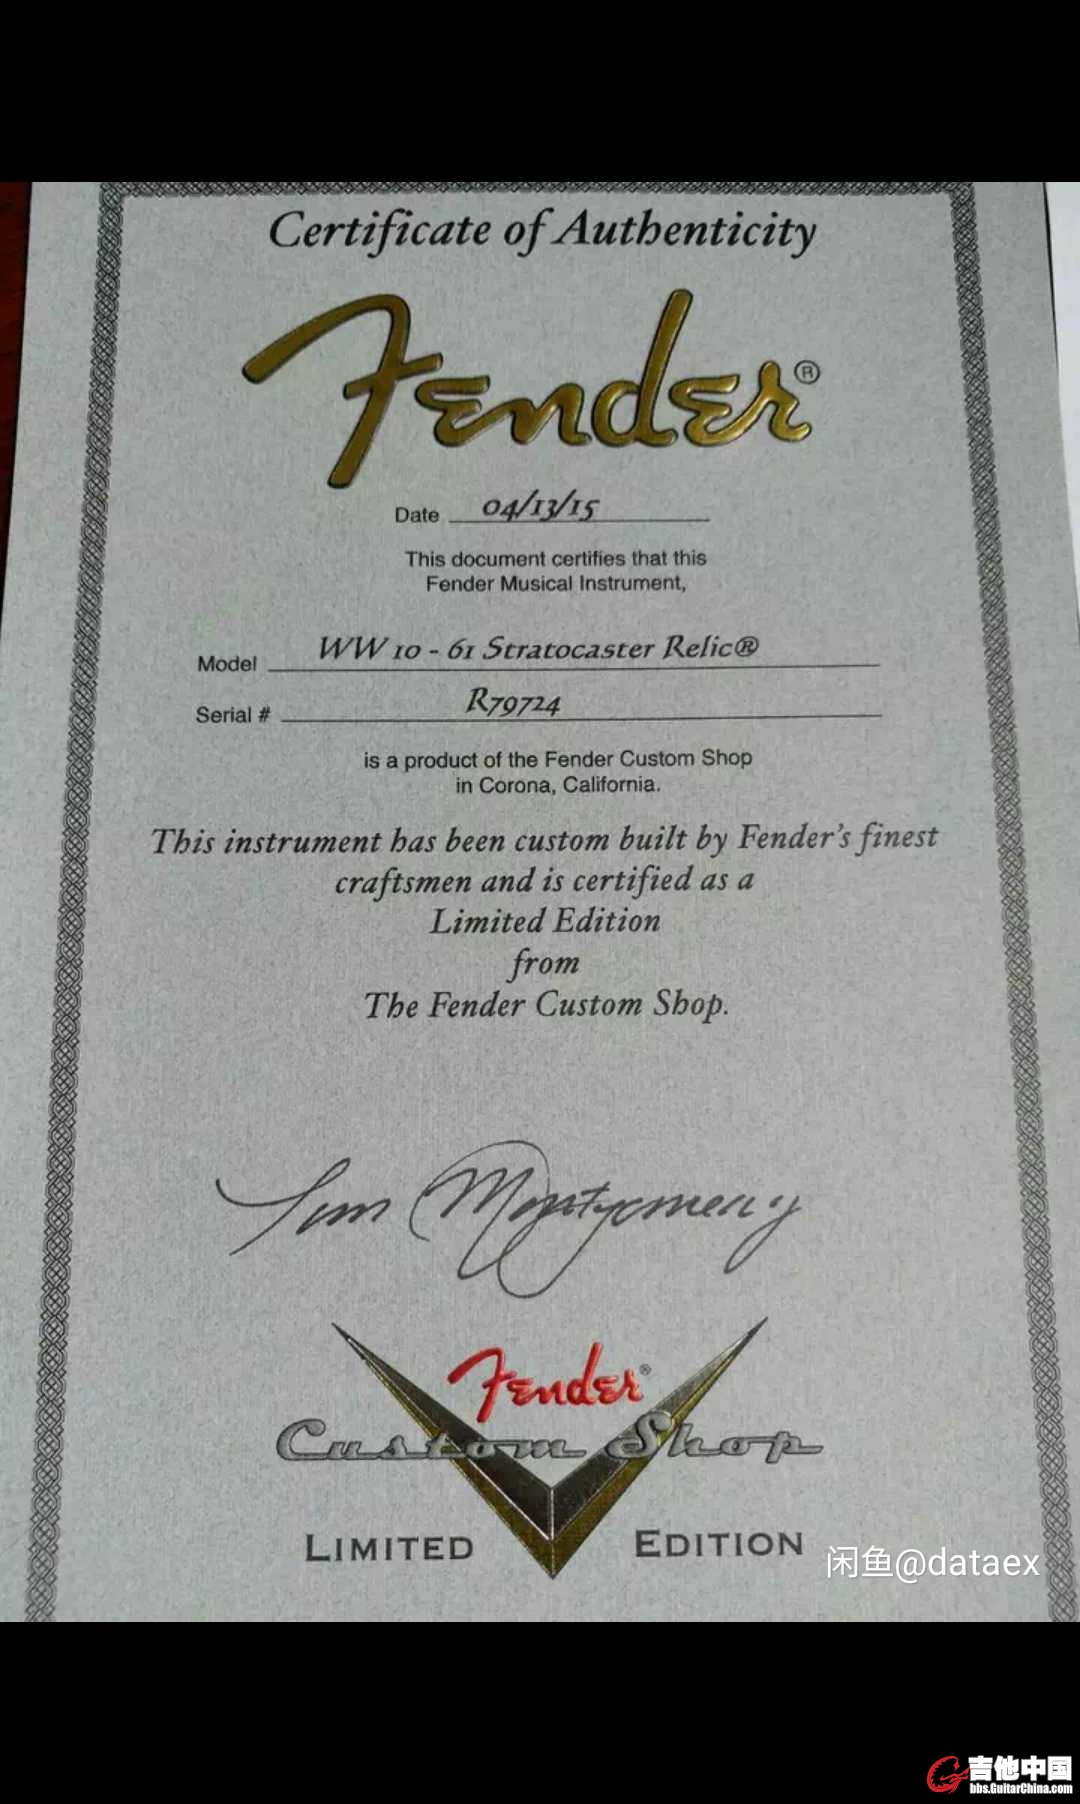 Certificate of Authenticity
Fender®
Date 04/13/15
This document certifies that this
Fender Musical Instrument,
Model WW 10 - 61 Stratocaster Relic®
Serial # R79724
is a product of the Fender Custom Shop
in Corona, California.
This instrument has been custom built by Fender's finest
craftsmen and is certified as a
Limited Edition
from
The Fender Custom Shop.
Montgomery
Fender®
Custom Shop
LIMITED EDITION
闲鱼@dataex
吉他中国
bbs.GuitarChina.com